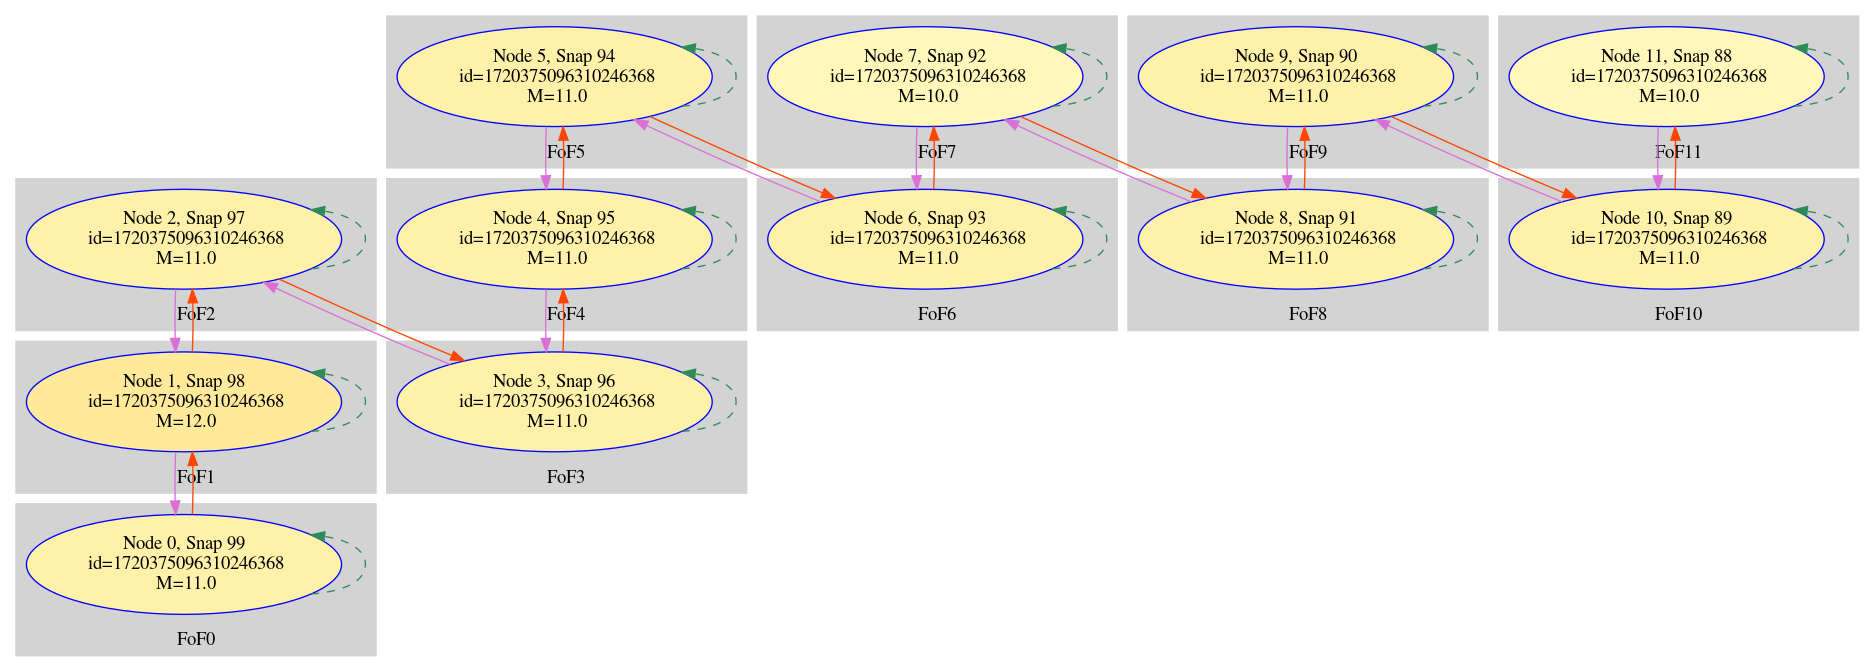 Node 5, Snap 94
id=1720375096310246368
M=11.0
FoF5
Node 7, Snap 92
id=1720375096310246368
M=10.0
FoF7
Node 9, Snap 90
id=1720375096310246368
M=11.0
FoF9
Node 11, Snap 88
id=1720375096310246368
M=10.0
FoF11
Node 2, Snap 97
id=1720375096310246368
M=11.0
FoF2
Node 4, Snap 95
id=1720375096310246368
M=11.0
FoF4
Node 6, Snap 93
id=1720375096310246368
M=11.0
FoF6
Node 8, Snap 91
id=1720375096310246368
M=11.0
FoF8
Node 10, Snap 89
id=1720375096310246368
M=11.0
FoF10
Node 1, Snap 98
id=1720375096310246368
M=12.0
FoF1
Node 3, Snap 96
id=1720375096310246368
M=11.0
FoF3
Node 0, Snap 99
id=1720375096310246368
M=11.0
FoF0